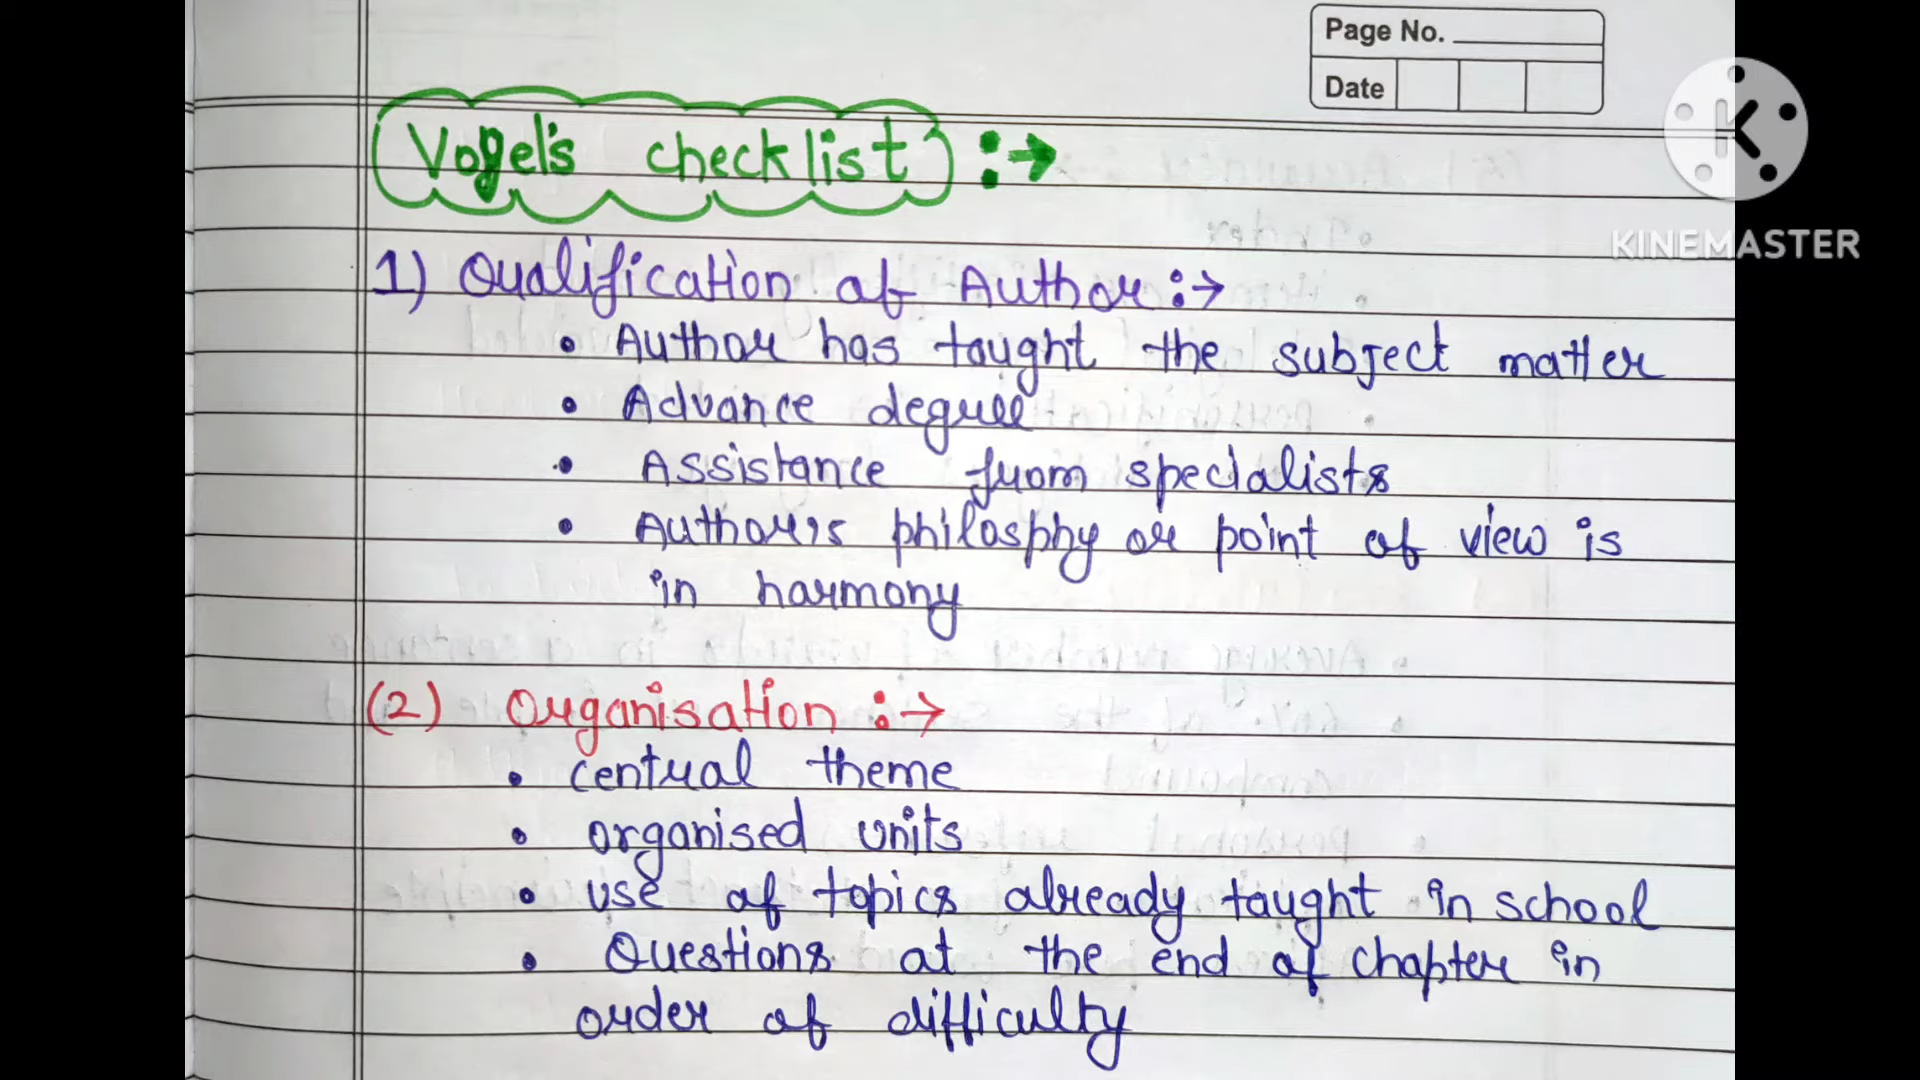 Page No.
Date
KINEMASTER
Vogel's checklist :→
1) Qualification of Author :→
• Author has taught the subject matter
• Advance degree
• Assistance from specialists
• Author's philosphy or point of view is
in harmony
(2) Organisation :→
• central theme
• organised units
• use of topics already taught in school
• Questions at the end of chapter in
order of difficulty